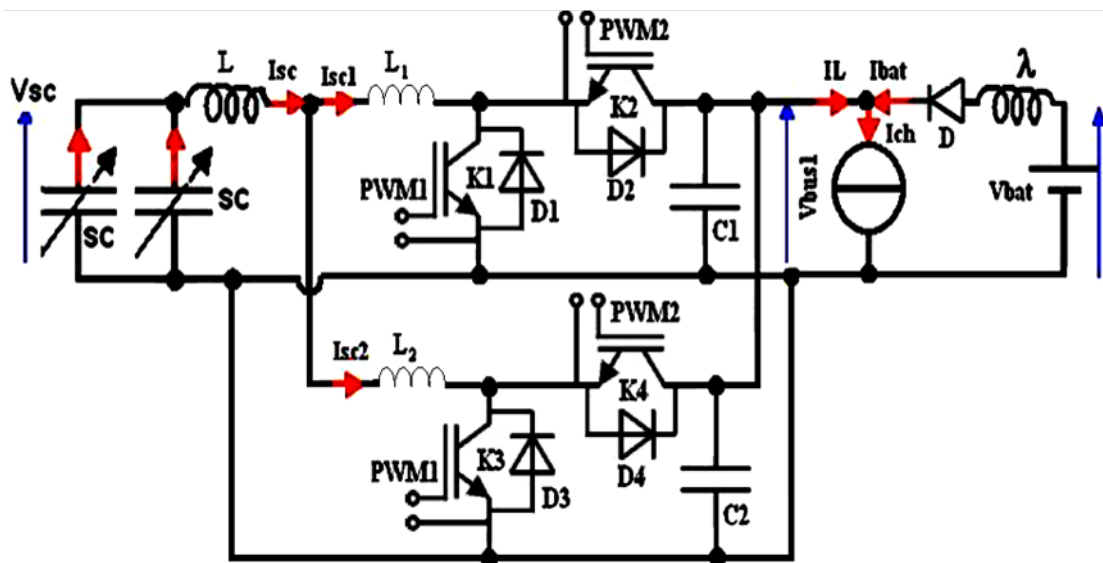 PWM2
L
Isc
Isc1
L1
IL
Ibat
λ
Vsc
K2
Ich
D
PWM1
K1
D2
D1
C1
Vbus1
Vbat
SC
SC
PWM2
Isc2
L2
K4
PWM1
K3
D4
D3
C2